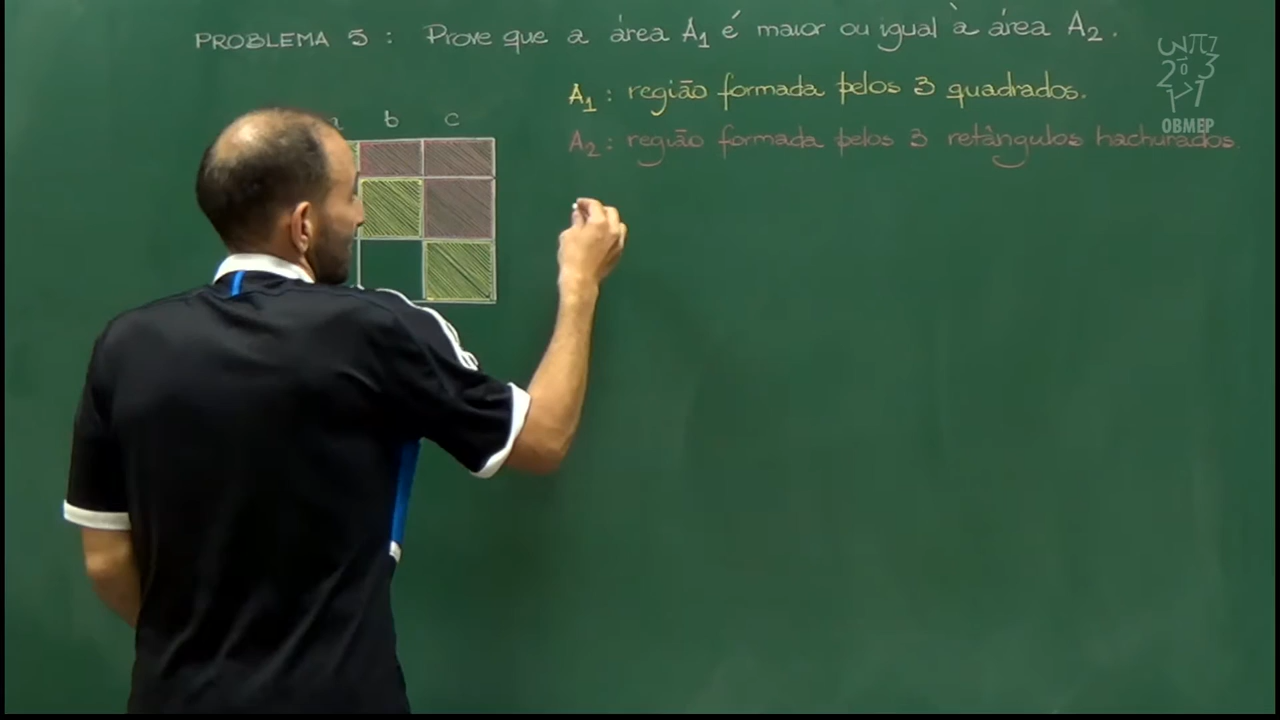 PROBLEMA 5 : Prove que a área A₁ é maior ou igual à área A₂.
A₁ : região formada pelos 3 quadrados.
A₂ : região formada pelos 3 retângulos hachurados.
a b c
OBMEP